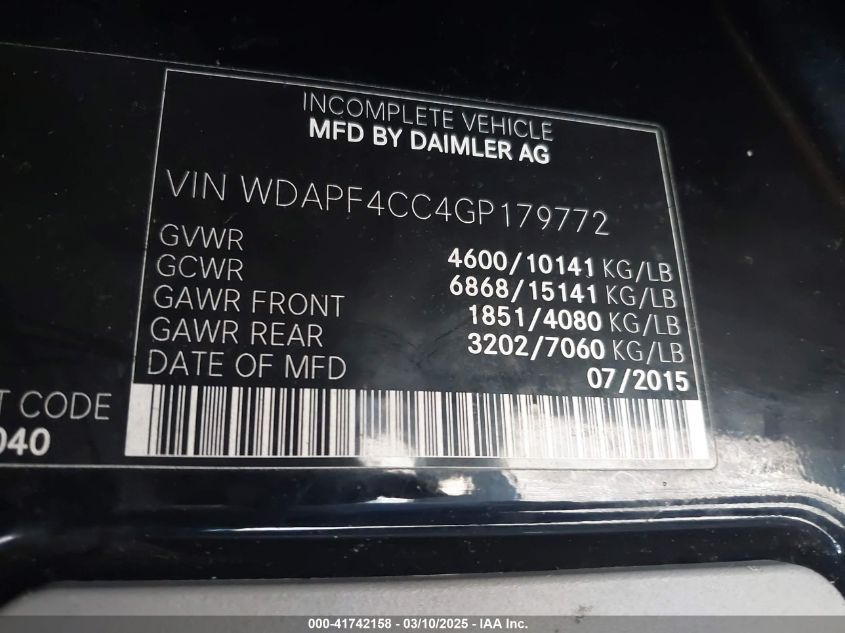 INCOMPLETE VEHICLE
MFD BY DAIMLER AG
VIN WDAPF4CC4GP179772
GVWR 4600/10141 KG/LB
GCWR 6868/15141 KG/LB
GAWR FRONT 1851/4080 KG/LB
GAWR REAR 3202/7060 KG/LB
DATE OF MFD 07/2015
T CODE
040
000-41742158 - 03/10/2025 - IAA Inc.